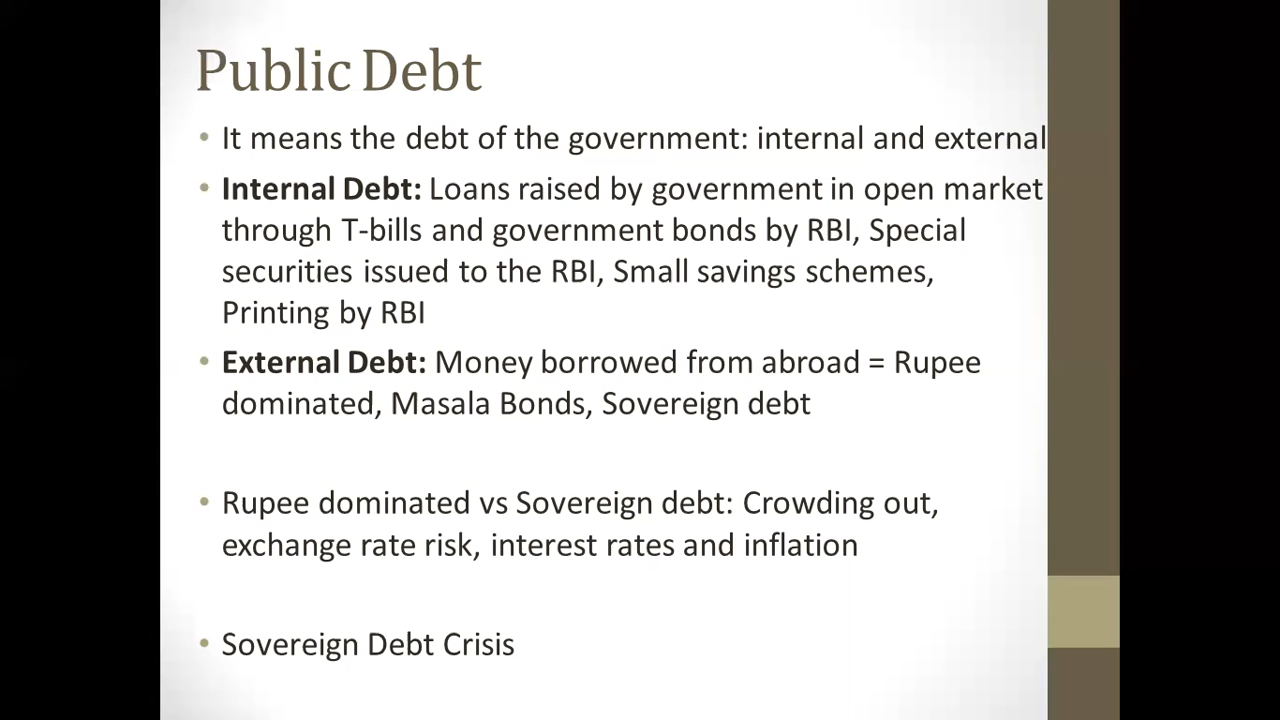 Public Debt
• It means the debt of the government: internal and external
• Internal Debt: Loans raised by government in open market
through T-bills and government bonds by RBI, Special
securities issued to the RBI, Small savings schemes,
Printing by RBI
• External Debt: Money borrowed from abroad = Rupee
dominated, Masala Bonds, Sovereign debt
• Rupee dominated vs Sovereign debt: Crowding out,
exchange rate risk, interest rates and inflation
• Sovereign Debt Crisis